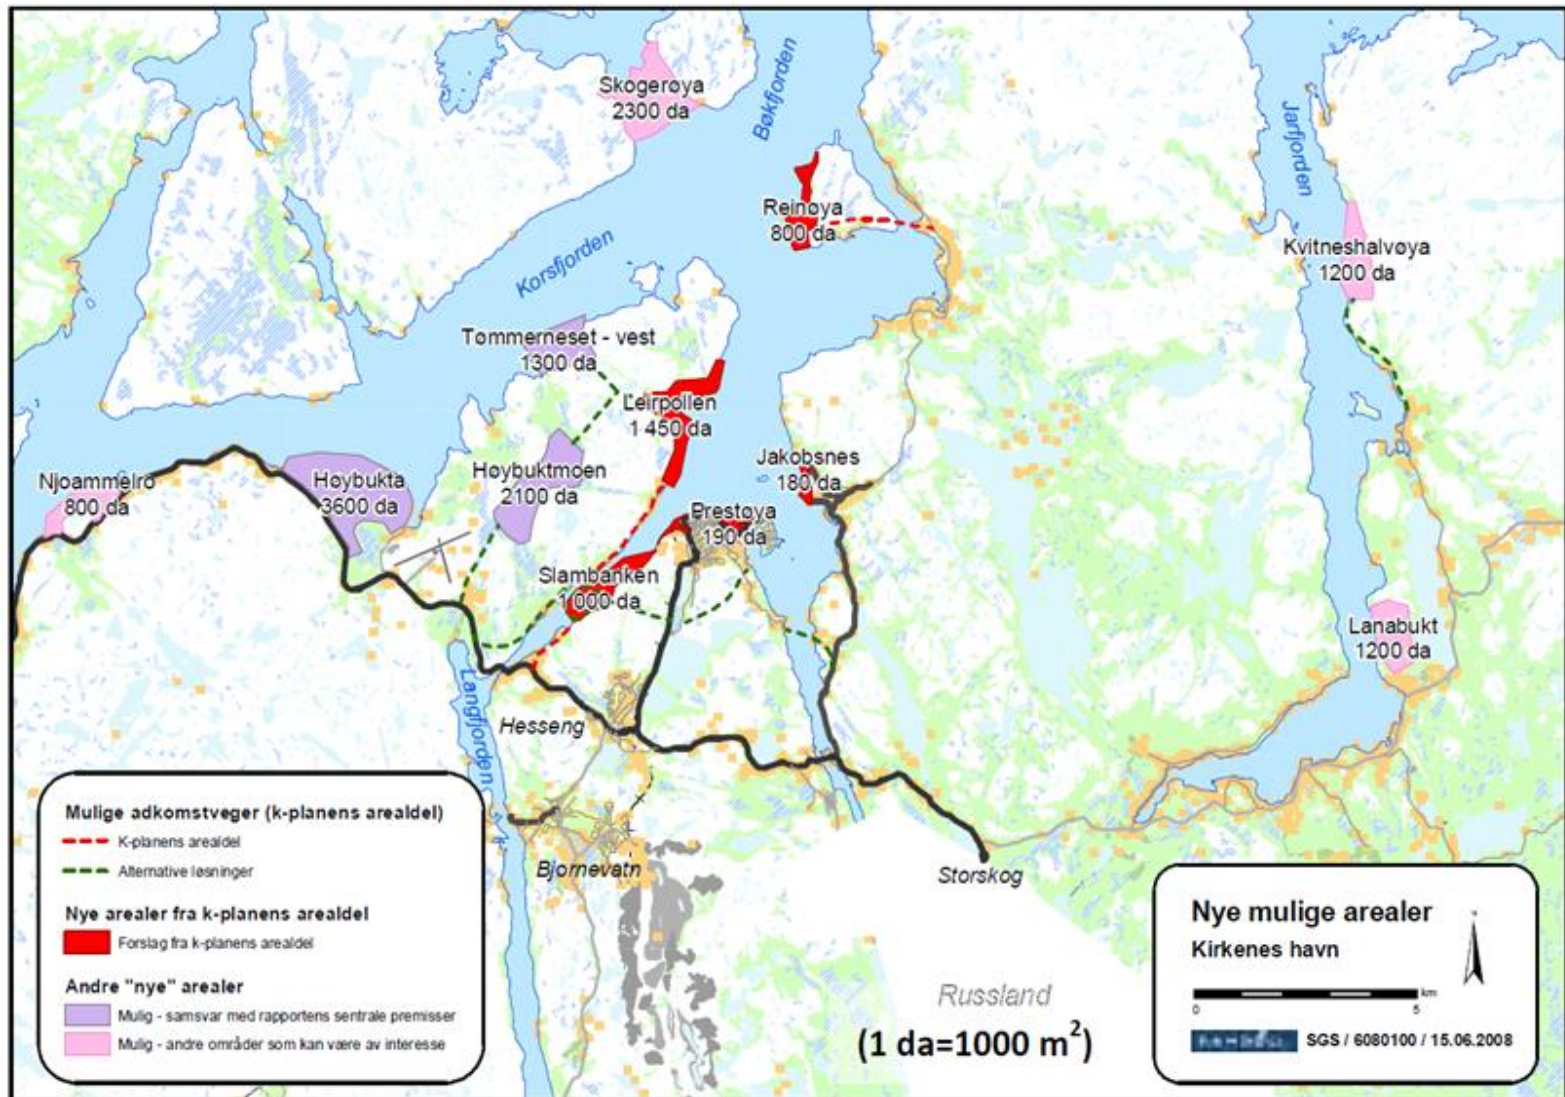 Skogerøya
2300 da
Bøkfjorden
Jarfjorden
Reinøya
800 da
Kvitneshalvøya
1200 da
Korsfjorden
Tømmerneset - vest
1300 da
Leirpollen
1 450 da
Njoammelro
800 da
Høybukta
3600 da
Høybuktmoen
2100 da
Jakobsnes
180 da
Prestøya
190 da
Slambanken
1 000 da
Lanabukt
1200 da
Langfjorden
Hesseng
Bjørnevatn
Storskog
Russland
(1 da=1000 m²)
Mulige adkomstveger (k-planens arealdel)
K-planens arealdel
Alternative løsninger
Nye arealer fra k-planens arealdel
Forslag fra k-planens arealdel
Andre "nye" arealer
Mulig - samsvar med rapportens sentrale premisser
Mulig - andre områder som kan være av interesse
Nye mulige arealer
Kirkenes havn
km
0 5
SGS / 6080100 / 15.06.2008